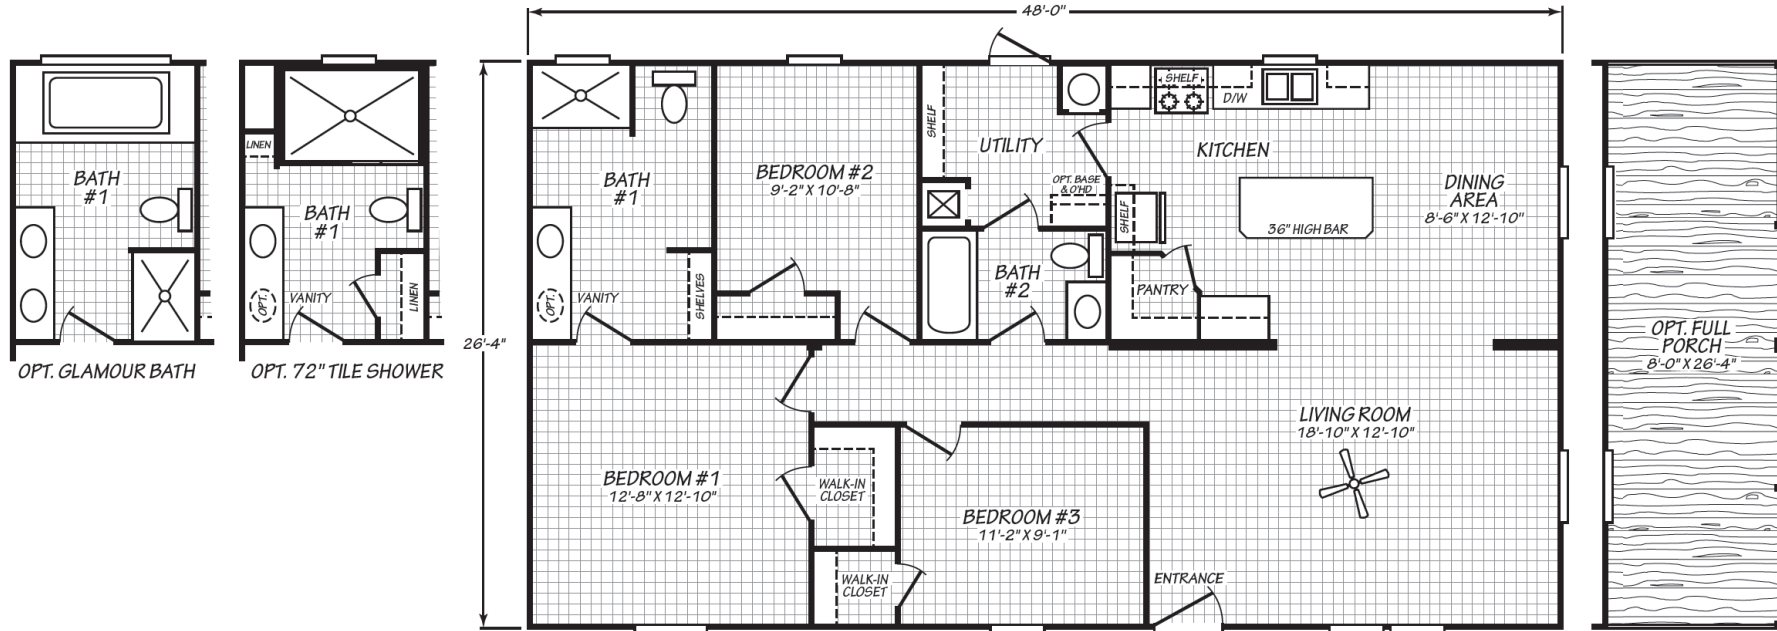 48'-0"
26'-4"
BATH
#1
OPT. GLAMOUR BATH
LINEN
BATH
#1
OPT.
VANITY
LINEN
OPT. 72" TILE SHOWER
BATH
#1
OPT.
VANITY
SHELVES
BEDROOM #2
9'-2" X 10'-8"
SHELF
UTILITY
OPT. BASE
& O'HD
BATH
#2
SHELF
D/W
KITCHEN
SHELF
PANTRY
36" HIGH BAR
DINING
AREA
8'-6" X 12'-10"
BEDROOM #1
12'-8" X 12'-10"
WALK-IN
CLOSET
WALK-IN
CLOSET
BEDROOM #3
11'-2" X 9'-1"
LIVING ROOM
18'-10" X 12'-10"
ENTRANCE
OPT. FULL
PORCH
8'-0" X 26'-4"